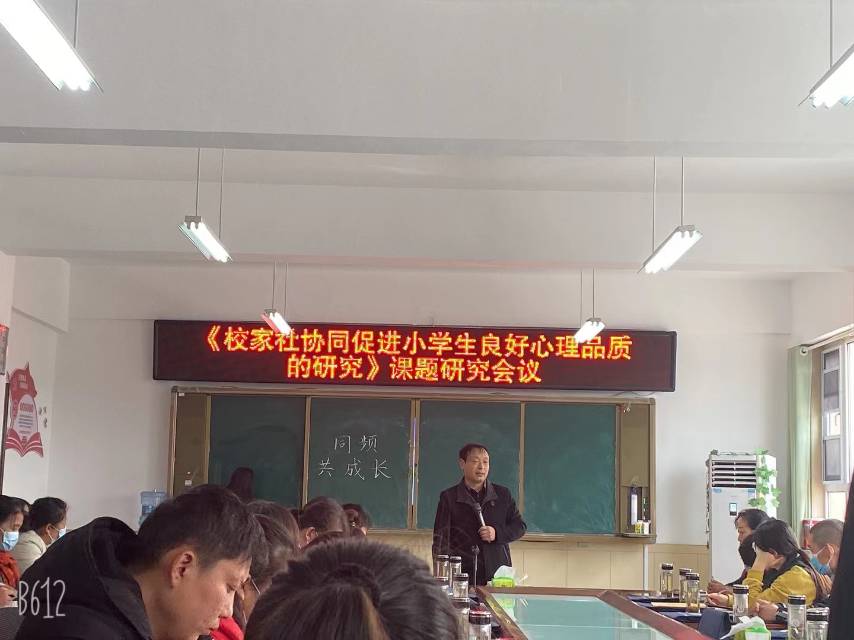 《校家社协同促进小学生良好心理品质
的研究》课题研究会议
同频
共成长
B612